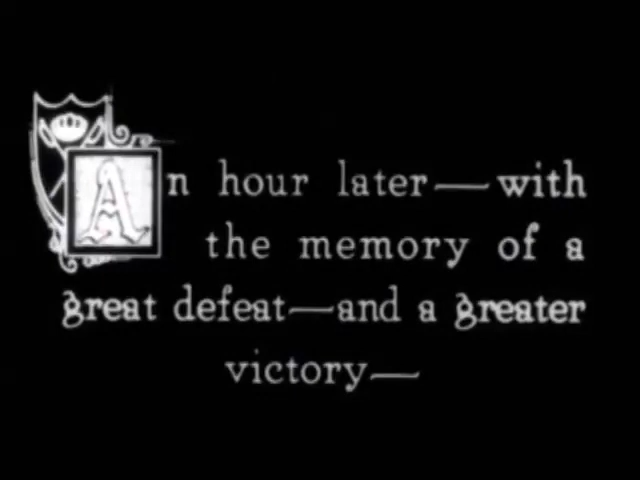 An hour later—with
the memory of a
great defeat—and a greater
victory—